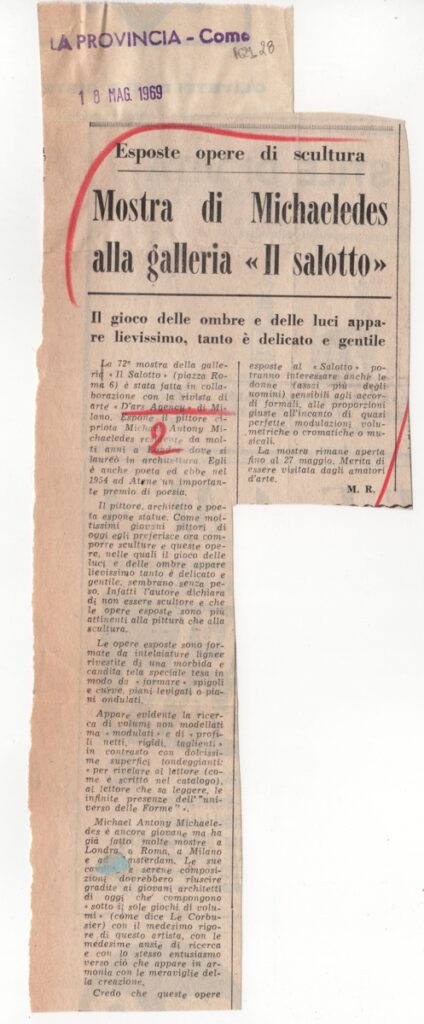 LA PROVINCIA - Como
18 MAG. 1969
Esposte opere di scultura
Mostra di Michaeledes
alla galleria « Il salotto »
Il gioco delle ombre e delle luci appa-
re lievissimo, tanto è delicato e gentile
La 72ª mostra della galle-
ria « Il Salotto » (piazza Ro-
ma 6) è stata fatta in colla-
borazione con la rivista di
arte « D'ars Agency » di Mi-
lano. Espone il pittore ci-
priota Michael Antony Mi-
chaeledes da mol-
ti anni a dove si
laureò in architettura. Egli
è anche poeta ed ebbe nel
1954 ad Atene un importan-
te premio di poesia.
2
Il pittore, architetto e poe-
ta espone statue. Come mol-
tissimi giovani pittori di
oggi egli preferisce ora com-
porre sculture e queste ope-
re, nelle quali il gioco delle
luci e delle ombre appare
lievissimo tanto è delicato e
gentile, sembrano senza pe-
so. Infatti l'autore dichiara
di non essere scultore e che
le opere esposte sono più
attinenti alla pittura che alla
scultura.
Le opere esposte sono for-
mate da intelaiature lignee
rivestite di una morbida e
candita tela speciale tesa in
modo da « formare » spigoli
e curve, piani levigati o pia-
ni ondulati.
Appare evidente la ricer-
ca di volumi non modellati
ma « modulati » e di « profi-
li netti, rigidi, taglienti »
in contrasto con dolcissi-
me superfici tondeggianti:
« per rivelare al lettore (co-
me è scritto nel catalogo),
al lettore che sa leggere, le
infinite presenze dell'"uni-
verso delle Forme" ».
Michael Antony Michaele-
des è ancora giovane ma ha
già fatto molte mostre a
Londra, a Roma, a Milano
e ad Amsterdam. Le sue
serene composi-
zioni dovrebbero riuscire
gradite ai giovani architetti
di oggi che compongono
« sotto il sole giochi di volu-
mi » (come dice Le Corbu-
sier) con il medesimo rigo-
re di questo artista, con le
medesime ansie di ricerca
e con lo stesso entusiasmo
verso ciò che appare in ar-
monia con le meraviglie del-
la creazione.
Credo che queste opere
esposte al « Salotto » po-
tranno interessare anche le
donne (assai più degli
uomini) sensibili agli accor-
di formali, alle proporzioni
giuste all'incanto di quasi
perfette modulazioni volu-
metriche o cromatiche o mu-
sicali.
La mostra rimane aperta
fino al 27 maggio. Merita di
essere visitata dagli amatori
d'arte.
M. R.